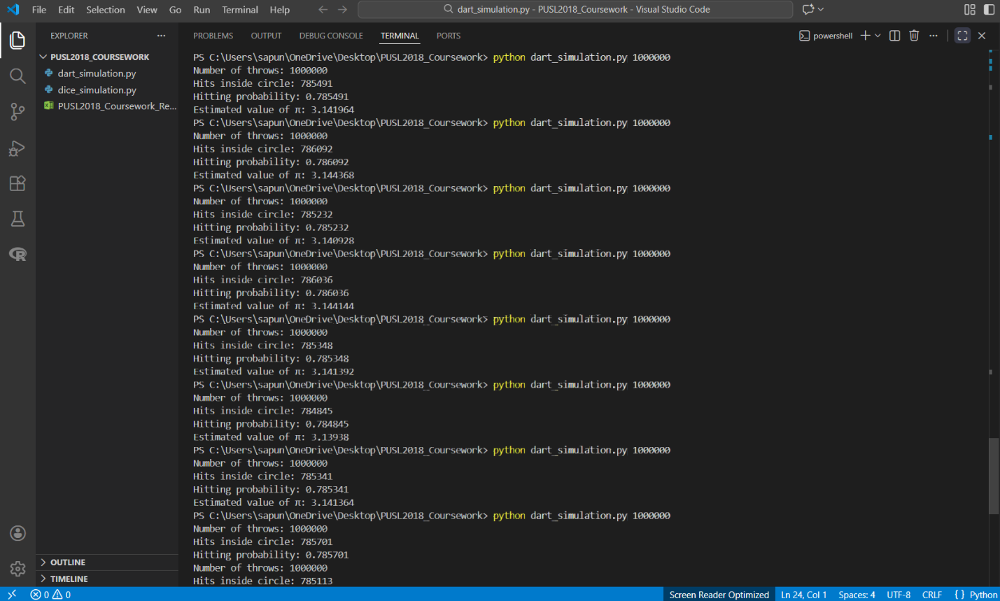 File Edit Selection View Go Run Terminal Help
dart_simulation.py - PUSL2018_Coursework - Visual Studio Code
EXPLORER
PUSL2018_COURSEWORK
dart_simulation.py
dice_simulation.py
PUSL2018_Coursework_Re...
OUTLINE
TIMELINE
PROBLEMS OUTPUT DEBUG CONSOLE TERMINAL PORTS
powershell
PS C:\Users\sapun\OneDrive\Desktop\PUSL2018_Coursework> python dart_simulation.py 1000000
Number of throws: 1000000
Hits inside circle: 785491
Hitting probability: 0.785491
Estimated value of π: 3.141964
PS C:\Users\sapun\OneDrive\Desktop\PUSL2018_Coursework> python dart_simulation.py 1000000
Number of throws: 1000000
Hits inside circle: 786092
Hitting probability: 0.786092
Estimated value of π: 3.144368
PS C:\Users\sapun\OneDrive\Desktop\PUSL2018_Coursework> python dart_simulation.py 1000000
Number of throws: 1000000
Hits inside circle: 785232
Hitting probability: 0.785232
Estimated value of π: 3.140928
PS C:\Users\sapun\OneDrive\Desktop\PUSL2018_Coursework> python dart_simulation.py 1000000
Number of throws: 1000000
Hits inside circle: 786036
Hitting probability: 0.786036
Estimated value of π: 3.144144
PS C:\Users\sapun\OneDrive\Desktop\PUSL2018_Coursework> python dart_simulation.py 1000000
Number of throws: 1000000
Hits inside circle: 785348
Hitting probability: 0.785348
Estimated value of π: 3.141392
PS C:\Users\sapun\OneDrive\Desktop\PUSL2018_Coursework> python dart_simulation.py 1000000
Number of throws: 1000000
Hits inside circle: 784845
Hitting probability: 0.784845
Estimated value of π: 3.13938
PS C:\Users\sapun\OneDrive\Desktop\PUSL2018_Coursework> python dart_simulation.py 1000000
Number of throws: 1000000
Hits inside circle: 785341
Hitting probability: 0.785341
Estimated value of π: 3.141364
PS C:\Users\sapun\OneDrive\Desktop\PUSL2018_Coursework> python dart_simulation.py 1000000
Number of throws: 1000000
Hits inside circle: 785701
Hitting probability: 0.785701
Number of throws: 1000000
Hits inside circle: 785113
0 0 Screen Reader Optimized Ln 24, Col 1 Spaces: 4 UTF-8 CRLF { } Python